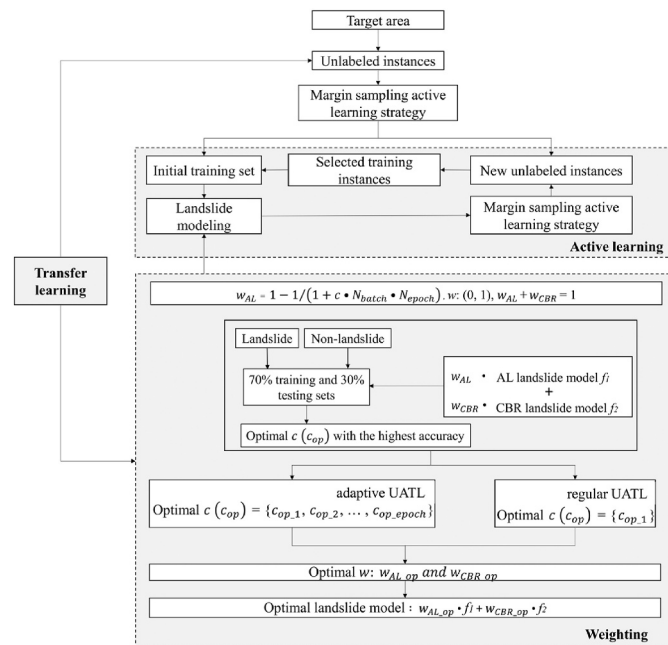 Target area
Unlabeled instances
Margin sampling active
learning strategy
Initial training set
Selected training
instances
New unlabeled instances
Landslide
modeling
Margin sampling active
learning strategy
Active learning
Transfer
learning
w_AL = 1 − 1/(1 + c • N_batch • N_epoch). w: (0, 1), w_AL + w_CBR = 1
Landslide
Non-landslide
70% training and 30%
testing sets
w_AL • AL landslide model f1
+
w_CBR • CBR landslide model f2
Optimal c (c_op) with the highest accuracy
adaptive UATL
Optimal c (c_op) = {c_op_1, c_op_2, … , c_op_epoch}
regular UATL
Optimal c (c_op) = {c_op_1}
Optimal w: w_AL_op and w_CBR_op
Optimal landslide model : w_AL_op • f1 + w_CBR_op • f2
Weighting